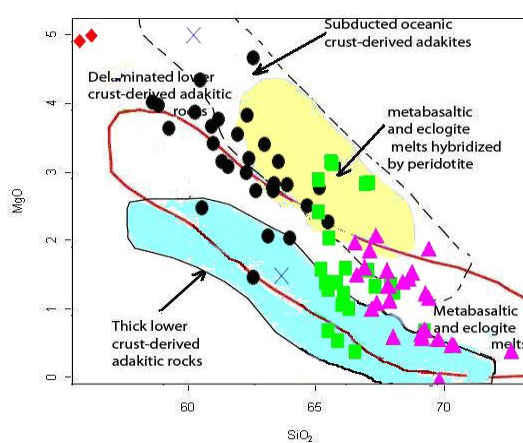 Subducted oceanic
crust-derived adakites
Delaminated lower
crust-derived adakitic
rocks
metabasaltic
and eclogite
melts hybridized
by peridotite
Thick lower
crust-derived
adakitic rocks
Metabasaltic
and eclogite
melts
MgO
5
4
3
2
1
0
60
65
70
SiO₂